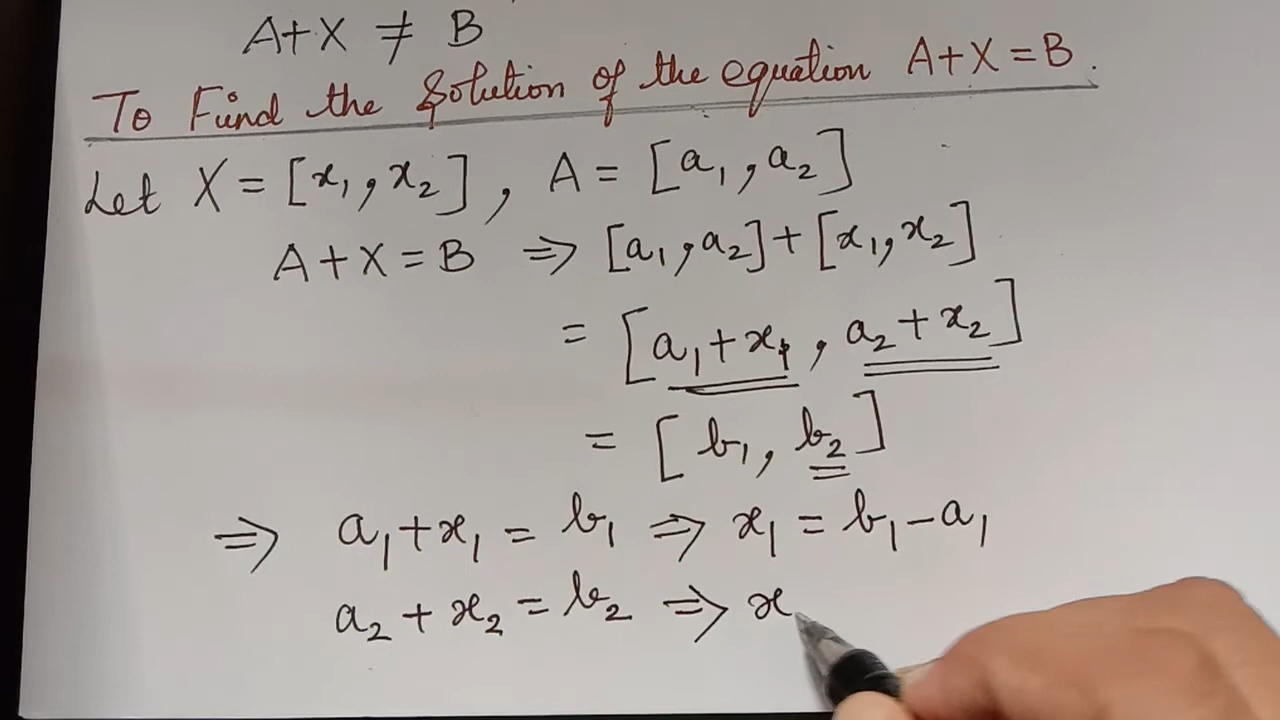 A+X ≠ B
To Find the Solution of the equation A+X=B.
Let X = [x₁, x₂], A = [a₁, a₂]
A+X=B ⇒ [a₁, a₂]+[x₁, x₂]
= [a₁+x₁, a₂+x₂]
= [b₁, b₂]
⇒ a₁+x₁ = b₁ ⇒ x₁ = b₁-a₁
a₂+x₂ = b₂ ⇒ x